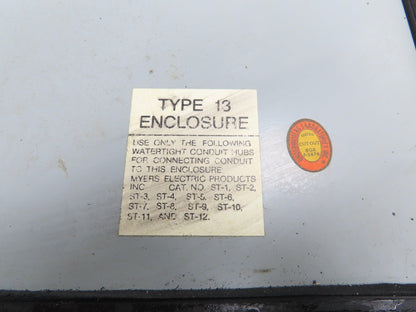 TYPE 13
ENCLOSURE
USE ONLY THE FOLLOWING
WATERTIGHT CONDUIT HUBS
FOR CONNECTING CONDUIT
TO THIS ENCLOSURE
MYERS ELECTRIC PRODUCTS
INC CAT. NO. ST-1, ST-2,
ST-3, ST-4, ST-5, ST-6,
ST-7, ST-8, ST-9, ST-10,
ST-11, AND ST-12.
CUTOUT
BOX